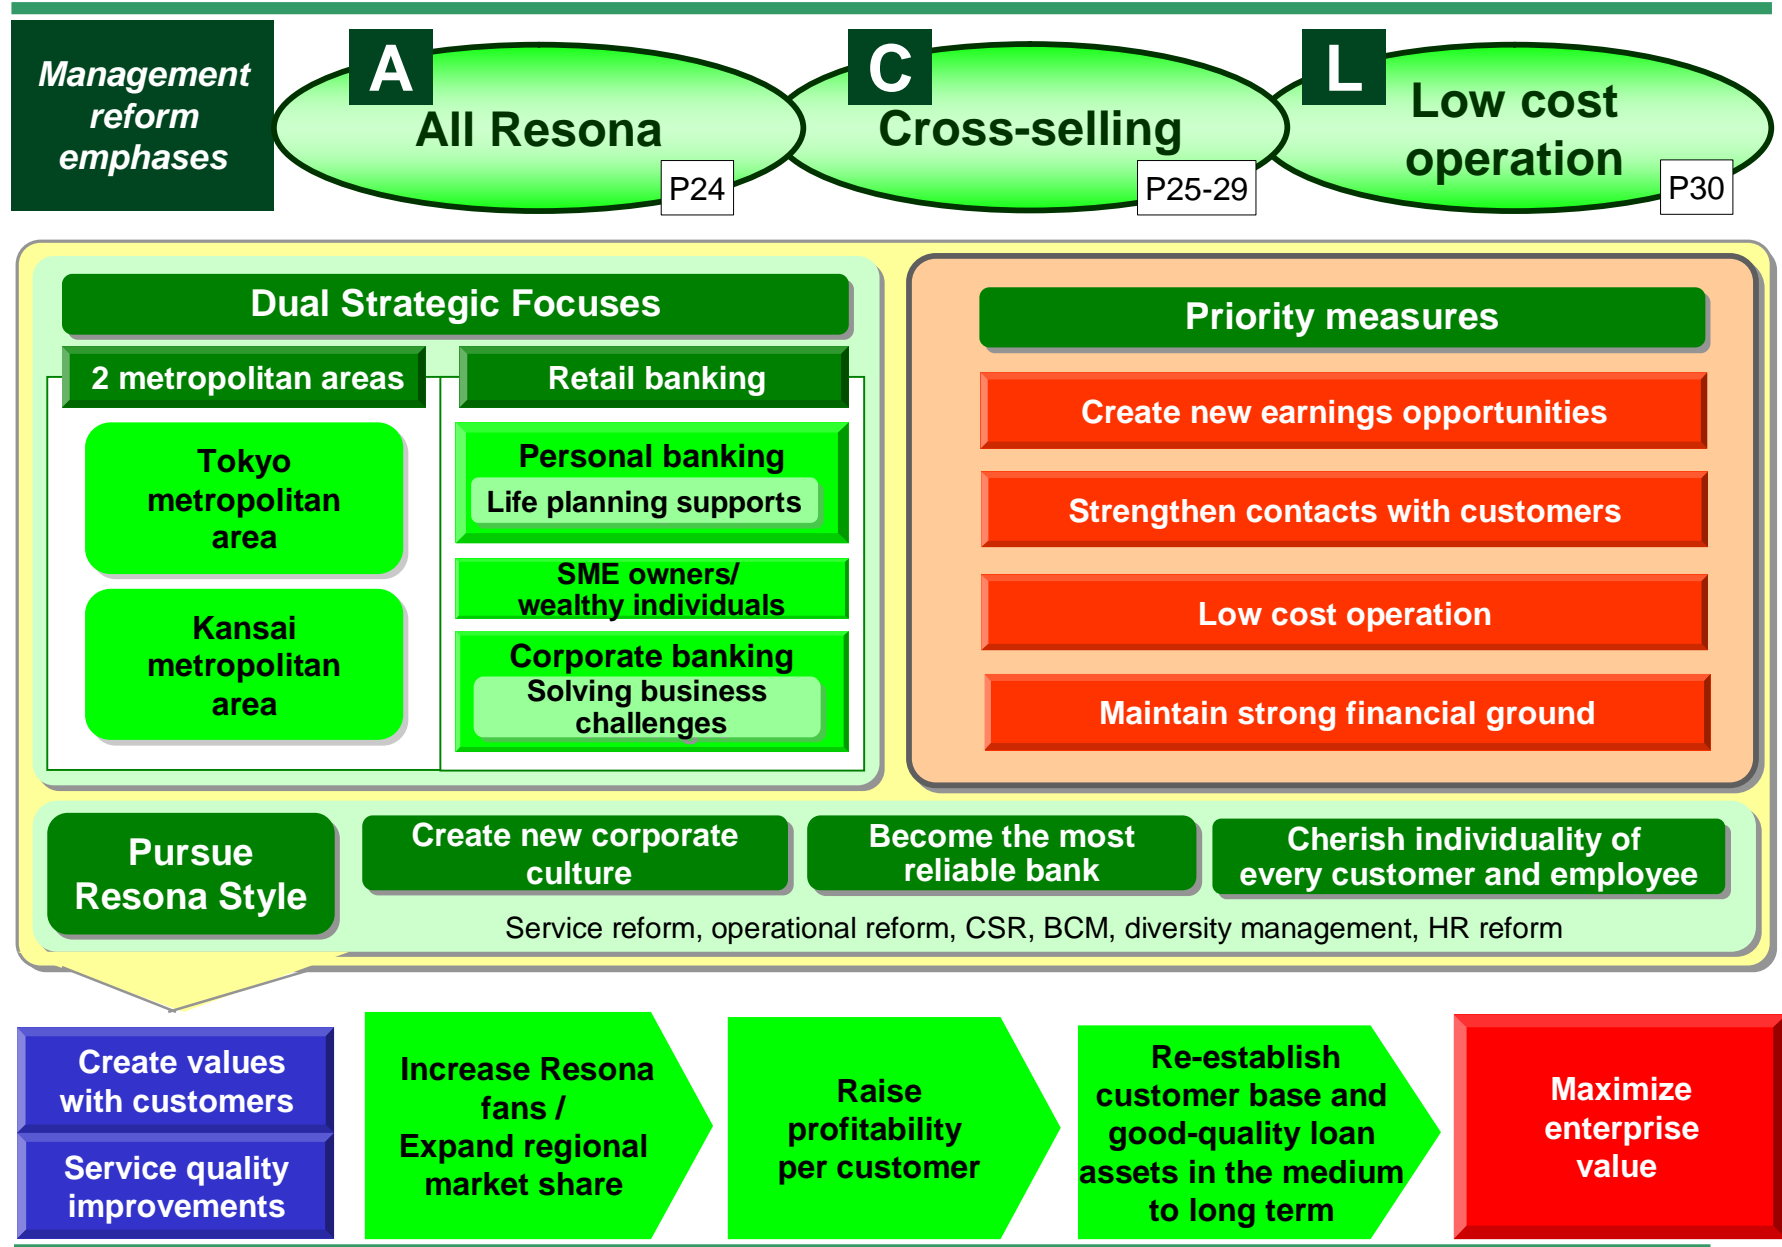 Management
reform
emphases
A
All Resona
P24
C
Cross-selling
P25-29
L
Low cost
operation
P30
Dual Strategic Focuses
2 metropolitan areas
Tokyo
metropolitan
area
Kansai
metropolitan
area
Retail banking
Personal banking
Life planning supports
SME owners/
wealthy individuals
Corporate banking
Solving business
challenges
Priority measures
Create new earnings opportunities
Strengthen contacts with customers
Low cost operation
Maintain strong financial ground
Pursue
Resona Style
Create new corporate
culture
Become the most
reliable bank
Cherish individuality of
every customer and employee
Service reform, operational reform, CSR, BCM, diversity management, HR reform
Create values
with customers
Service quality
improvements
Increase Resona
fans /
Expand regional
market share
Raise
profitability
per customer
Re-establish
customer base and
good-quality loan
assets in the medium
to long term
Maximize
enterprise
value